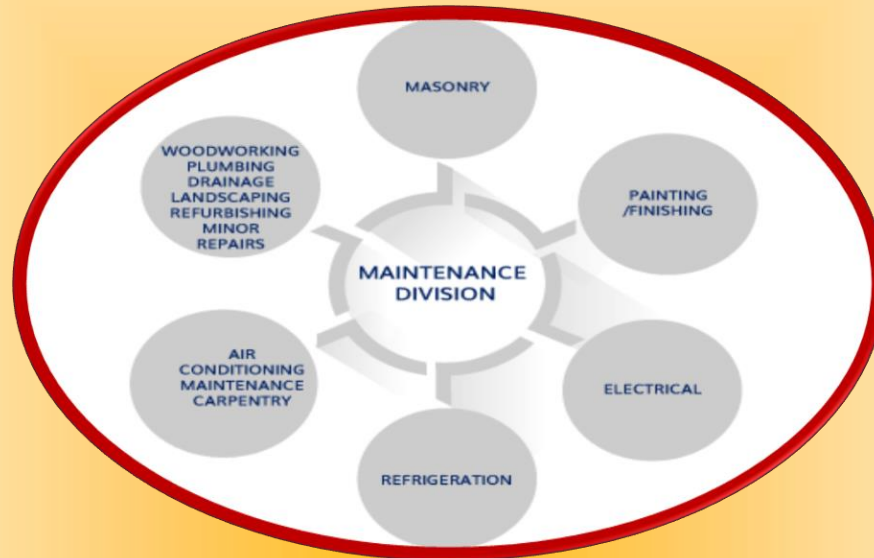 MASONRY
WOODWORKING
PLUMBING
DRAINAGE
LANDSCAPING
REFURBISHING
MINOR
REPAIRS
PAINTING
/FINISHING
MAINTENANCE
DIVISION
AIR
CONDITIONING
MAINTENANCE
CARPENTRY
ELECTRICAL
REFRIGERATION